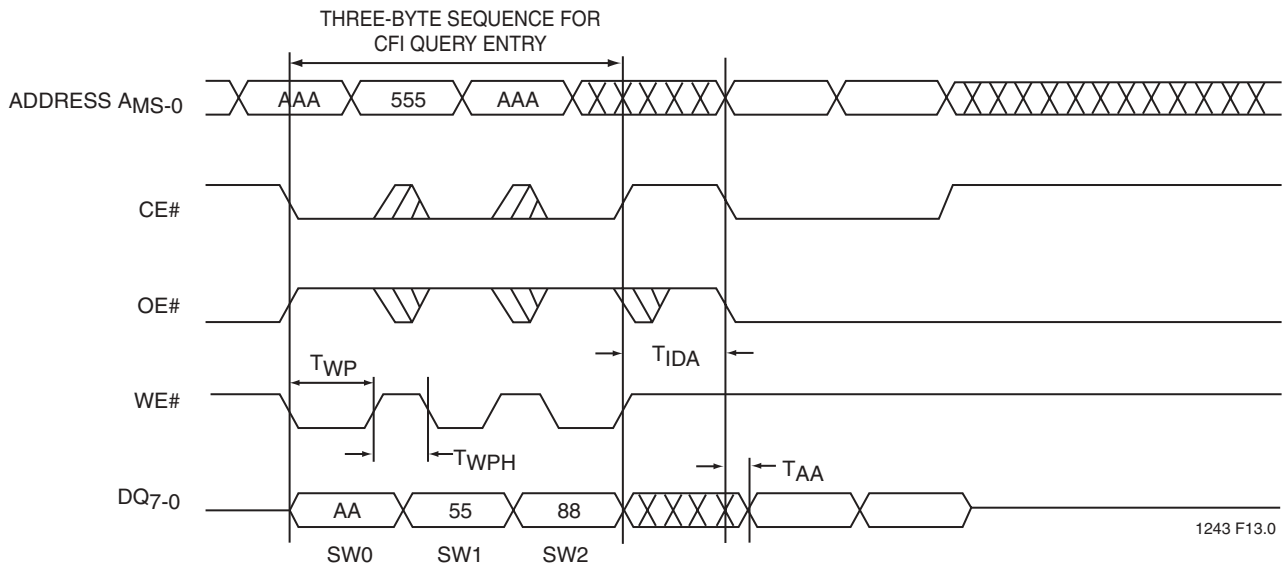 THREE-BYTE SEQUENCE FOR
CFI QUERY ENTRY
ADDRESS AMS-0
AAA 555 AAA
CE#
OE#
TIDA
TWP
WE#
TWPH
TAA
DQ7-0
AA 55 88
1243 F13.0
SW0 SW1 SW2